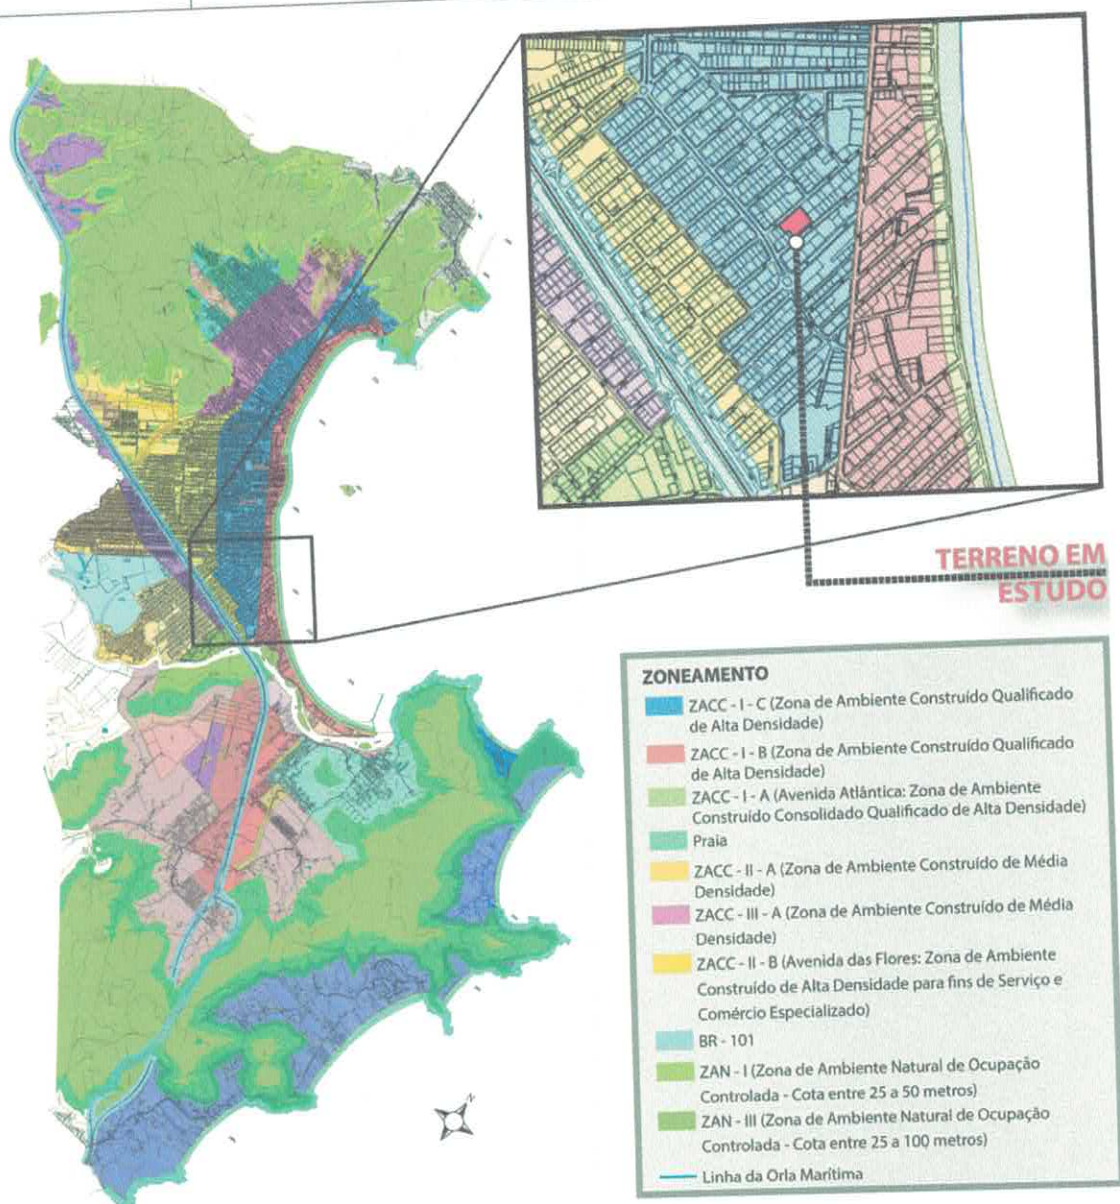 TERRENO EM
ESTUDO
ZONEAMENTO
ZACC - I - C (Zona de Ambiente Construído Qualificado
de Alta Densidade)
ZACC - I - B (Zona de Ambiente Construído Qualificado
de Alta Densidade)
ZACC - I - A (Avenida Atlântica: Zona de Ambiente
Construído Consolidado Qualificado de Alta Densidade)
Praia
ZACC - II - A (Zona de Ambiente Construído de Média
Densidade)
ZACC - III - A (Zona de Ambiente Construído de Média
Densidade)
ZACC - II - B (Avenida das Flores: Zona de Ambiente
Construído de Alta Densidade para fins de Serviço e
Comércio Especializado)
BR - 101
ZAN - I (Zona de Ambiente Natural de Ocupação
Controlada - Cota entre 25 a 50 metros)
ZAN - III (Zona de Ambiente Natural de Ocupação
Controlada - Cota entre 25 a 100 metros)
Linha da Orla Marítima
N